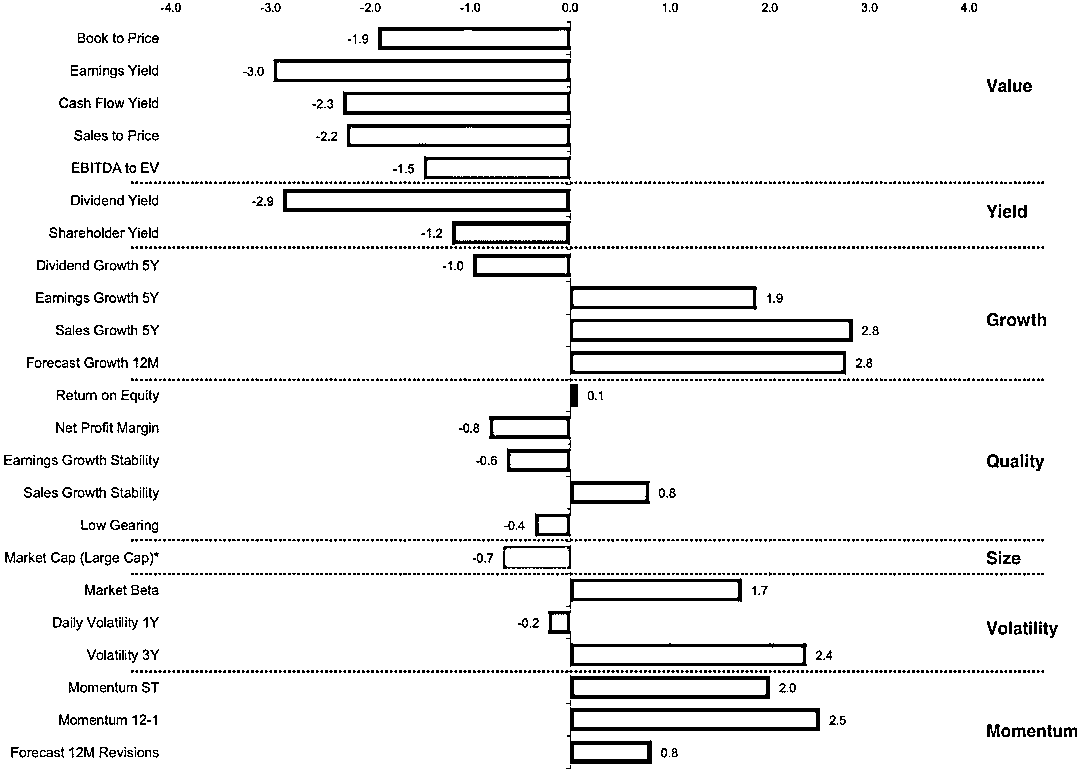 -4.0 -3.0 -2.0 -1.0 0.0 1.0 2.0 3.0 4.0
Book to Price -1.9
Earnings Yield -3.0
Value
Cash Flow Yield -2.3
Sales to Price -2.2
EBITDA to EV -1.5
Dividend Yield -2.9
Yield
Shareholder Yield -1.2
Dividend Growth 5Y -1.0
Earnings Growth 5Y 1.9
Growth
Sales Growth 5Y 2.8
Forecast Growth 12M 2.8
Return on Equity 0.1
Net Profit Margin -0.8
Earnings Growth Stability -0.6 Quality
Sales Growth Stability 0.8
Low Gearing -0.4
Market Cap (Large Cap)* -0.7 Size
Market Beta 1.7
Daily Volatility 1Y -0.2 Volatility
Volatility 3Y 2.4
Momentum ST 2.0
Momentum 12-1 2.5
Momentum
Forecast 12M Revisions 0.8